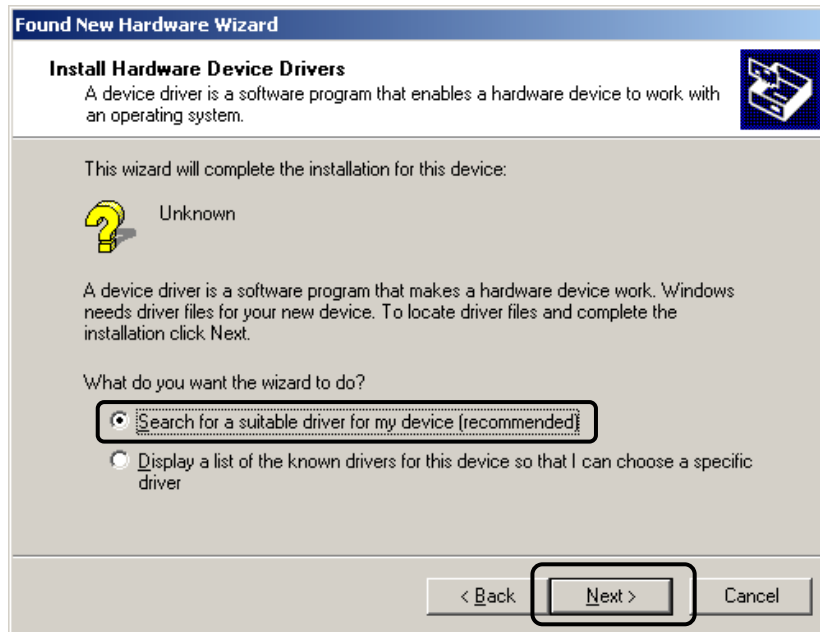 Found New Hardware Wizard
Install Hardware Device Drivers
A device driver is a software program that enables a hardware device to work with
an operating system.
This wizard will complete the installation for this device:
Unknown
A device driver is a software program that makes a hardware device work. Windows
needs driver files for your new device. To locate driver files and complete the
installation click Next.
What do you want the wizard to do?
Search for a suitable driver for my device (recommended)
Display a list of the known drivers for this device so that I can choose a specific
driver
< Back Next > Cancel